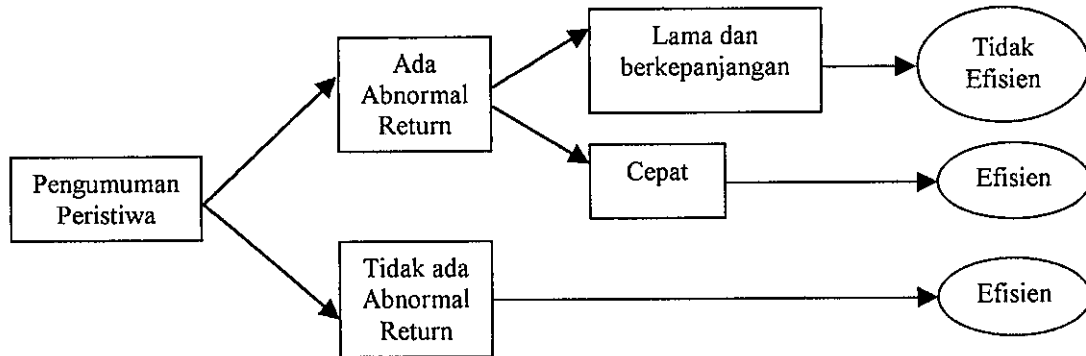 Pengumuman
Peristiwa
Ada
Abnormal
Return
Lama dan
berkepanjangan
Tidak
Efisien
Cepat
Efisien
Tidak ada
Abnormal
Return
Efisien